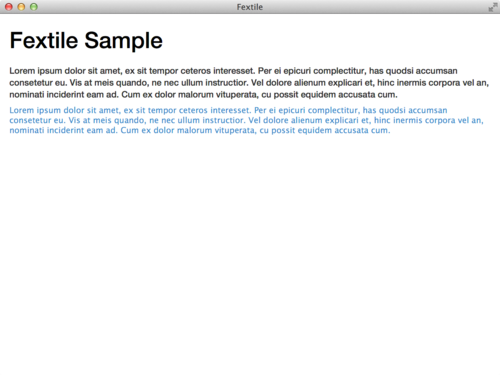 Fextile
Fextile Sample
Lorem ipsum dolor sit amet, ex sit tempor ceteros interesset. Per ei epicuri complectitur, has quodsi accumsan
consetetur eu. Vis at meis quando, ne nec ullum instructior. Vel dolore alienum explicari et, hinc inermis corpora vel an,
nominati inciderint eam ad. Cum ex dolor malorum vituperata, cu possit expedim accusata cum.
Lorem ipsum dolor sit amet, ex sit tempor ceteros interesset. Per ei epicuri complectitur, has quodsi accumsan
consetetur eu. Vis at meis quando, ne nec ullum instructior. Vel dolore alienum explicari et, hinc inermis corpora vel an,
nominati inciderint eam ad. Cum ex dolor malorum vituperata, cu possit expedim accusata cum.